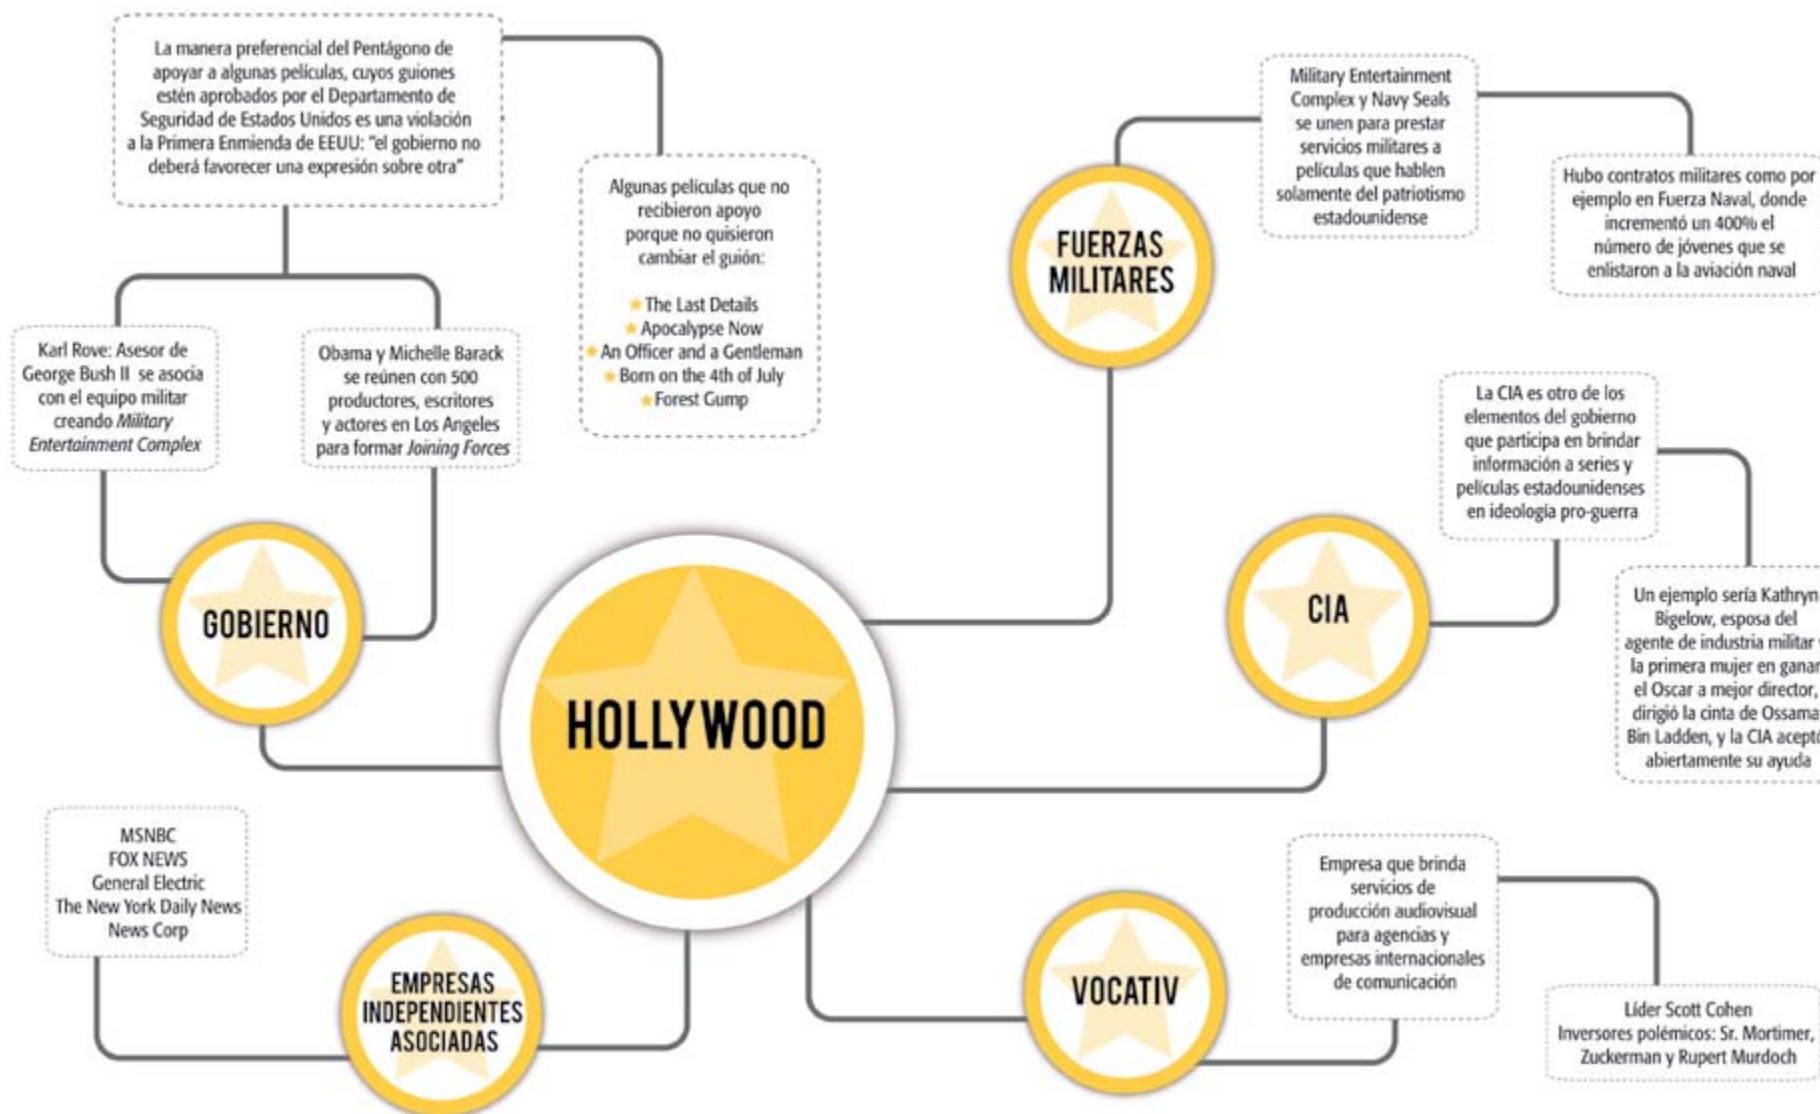 La manera preferencial del Pentágono de
apoyar a algunas películas, cuyos guiones
estén aprobados por el Departamento de
Seguridad de Estados Unidos es una violación
a la Primera Enmienda de EEUU: "el gobierno no
deberá favorecer una expresión sobre otra"
Algunas películas que no
recibieron apoyo
porque no quisieron
cambiar el guión:
The Last Details
Apocalypse Now
An Officer and a Gentleman
Born on the 4th of July
Forest Gump
Karl Rove: Asesor de
George Bush II se asocia
con el equipo militar
creando Military
Entertainment Complex
Obama y Michelle Barack
se reúnen con 500
productores, escritores
y actores en Los Angeles
para formar Joining Forces
GOBIERNO
Military Entertainment
Complex y Navy Seals
se unen para prestar
servicios militares a
películas que hablen
solamente del patriotismo
estadounidense
Hubo contratos militares como por
ejemplo en Fuerza Naval, donde
incrementó un 400% el
número de jóvenes que se
enlistaron a la aviación naval
FUERZAS
MILITARES
La CIA es otro de los
elementos del gobierno
que participa en brindar
información a series y
películas estadounidenses
en ideología pro-guerra
CIA
Un ejemplo sería Kathryn
Bigelow, esposa del
agente de industria militar
la primera mujer en ganar
el Oscar a mejor director,
dirigió la cinta de Ossama
Bin Ladden, y la CIA aceptó
abiertamente su ayuda
HOLLYWOOD
MSNBC
FOX NEWS
General Electric
The New York Daily News
News Corp
EMPRESAS
INDEPENDIENTES
ASOCIADAS
VOCATIV
Empresa que brinda
servicios de
producción audiovisual
para agencias y
empresas internacionales
de comunicación
Líder Scott Cohen
Inversores polémicos: Sr. Mortimer,
Zuckerman y Rupert Murdoch